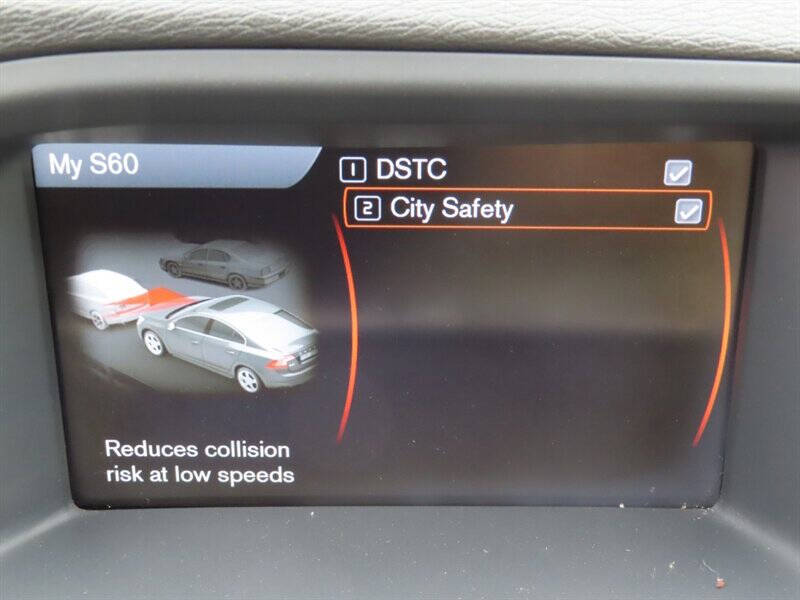 My S60
1 DSTC
2 City Safety
Reduces collision
risk at low speeds